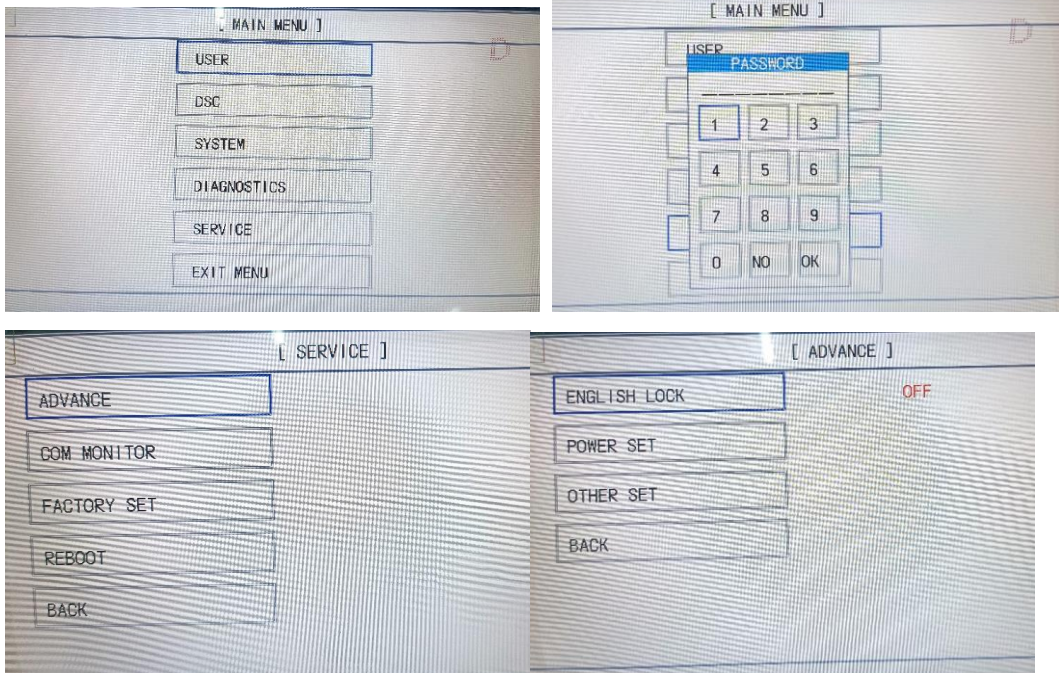 [ MAIN MENU ]
D
USER
DSC
SYSTEM
DIAGNOSTICS
SERVICE
EXIT MENU
[ MAIN MENU ]
D
USER
PASSWORD
1 2 3
4 5 6
7 8 9
0 NO OK
[ SERVICE ]
ADVANCE
COM MONITOR
FACTORY SET
REBOOT
BACK
[ ADVANCE ]
ENGLISH LOCK OFF
POWER SET
OTHER SET
BACK